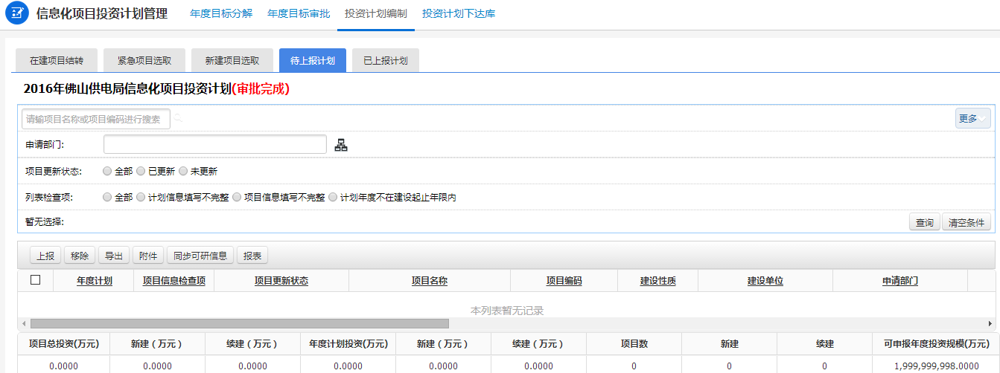 信息化项目投资计划管理 年度目标分解 年度目标审批 投资计划编制 投资计划下达库
在建项目结转 紧急项目选取 新建项目选取 待上报计划 已上报计划
2016年佛山供电局信息化项目投资计划(审批完成)
请输项目名称或项目编码进行搜索 更多
申请部门:
项目更新状态: 全部 已更新 未更新
列表检查项: 全部 计划信息填写不完整 项目信息填写不完整 计划年度不在建设起止年限内
暂无选择: 查询 清空条件
上报 移除 导出 附件 同步可研信息 报表
年度计划 项目信息检查项 项目更新状态 项目名称 项目编码 建设性质 建设单位 申请部门
本列表暂无记录
项目总投资(万元) 新建（万元） 续建（万元） 年度计划投资(万元) 新建（万元） 续建（万元） 项目数 新建 续建 可申报年度投资规模(万元)
0.0000 0.0000 0.0000 0.0000 0.0000 0.0000 0 0 0 1,999,999,998.0000